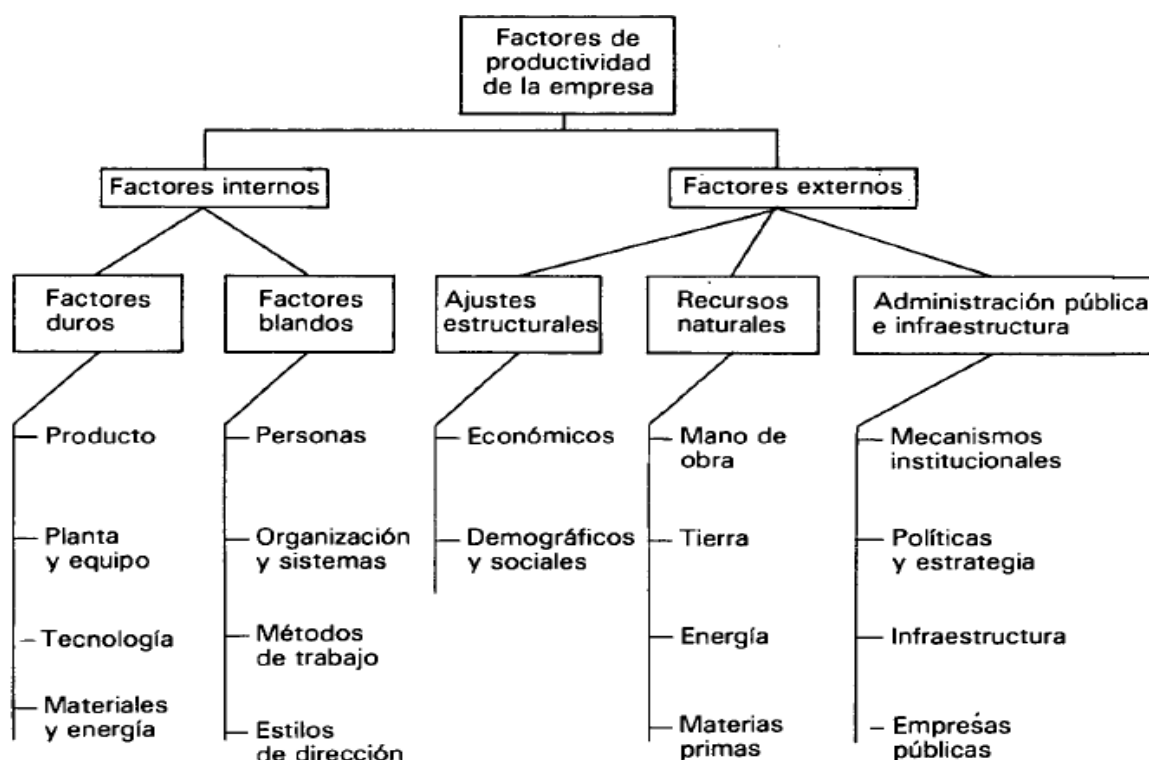 Factores de
productividad
de la empresa
Factores internos
Factores externos
Factores
duros
Factores
blandos
Ajustes
estructurales
Recursos
naturales
Administración pública
e infraestructura
Producto
Planta
y equipo
Tecnología
Materiales
y energía
Personas
Organización
y sistemas
Métodos
de trabajo
Estilos
de dirección
Económicos
Demográficos
y sociales
Mano de
obra
Tierra
Energía
Materias
primas
Mecanismos
institucionales
Políticas
y estrategia
Infraestructura
Empresas
públicas